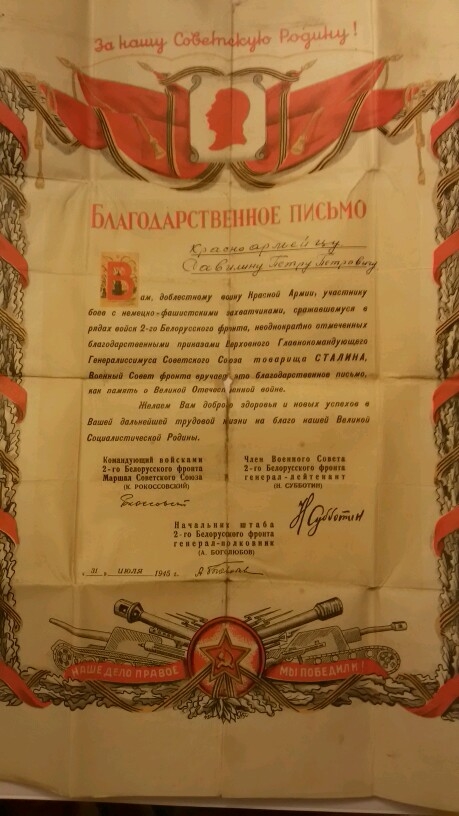 За нашу Советскую Родину!
БЛАГОДАРСТВЕННОЕ ПИСЬМО
Красноармейцу
Савылину Петру Петровичу
Вам, доблестному воину Красной Армии, участнику
боев с немецко-фашистскими захватчиками, сражавшемуся в
рядах войск 2-го Белорусского фронта, неоднократно отмеченных
благодарственными приказами Верховного Главнокомандующего
Генералиссимуса Советского Союза товарища СТАЛИНА,
Военный Совет фронта вручает это благодарственное письмо,
как память о Великой Отечественной войне.
Желаем Вам доброго здоровья и новых успехов в
Вашей дальнейшей трудовой жизни на благо нашей Великой
Социалистической Родины.
Командующий войсками
2-го Белорусского фронта
Маршал Советского Союза
(К. РОКОССОВСКИЙ)
Член Военного Совета
2-го Белорусского фронта
генерал-лейтенант
(Н. СУББОТИН)
Рокоссовский
Н Субботин
Начальник штаба
2-го Белорусского фронта
генерал-полковник
(А. БОГОЛЮБОВ)
„31" июля 1945 г.
НАШЕ ДЕЛО ПРАВОЕ
МЫ ПОБЕДИЛИ!